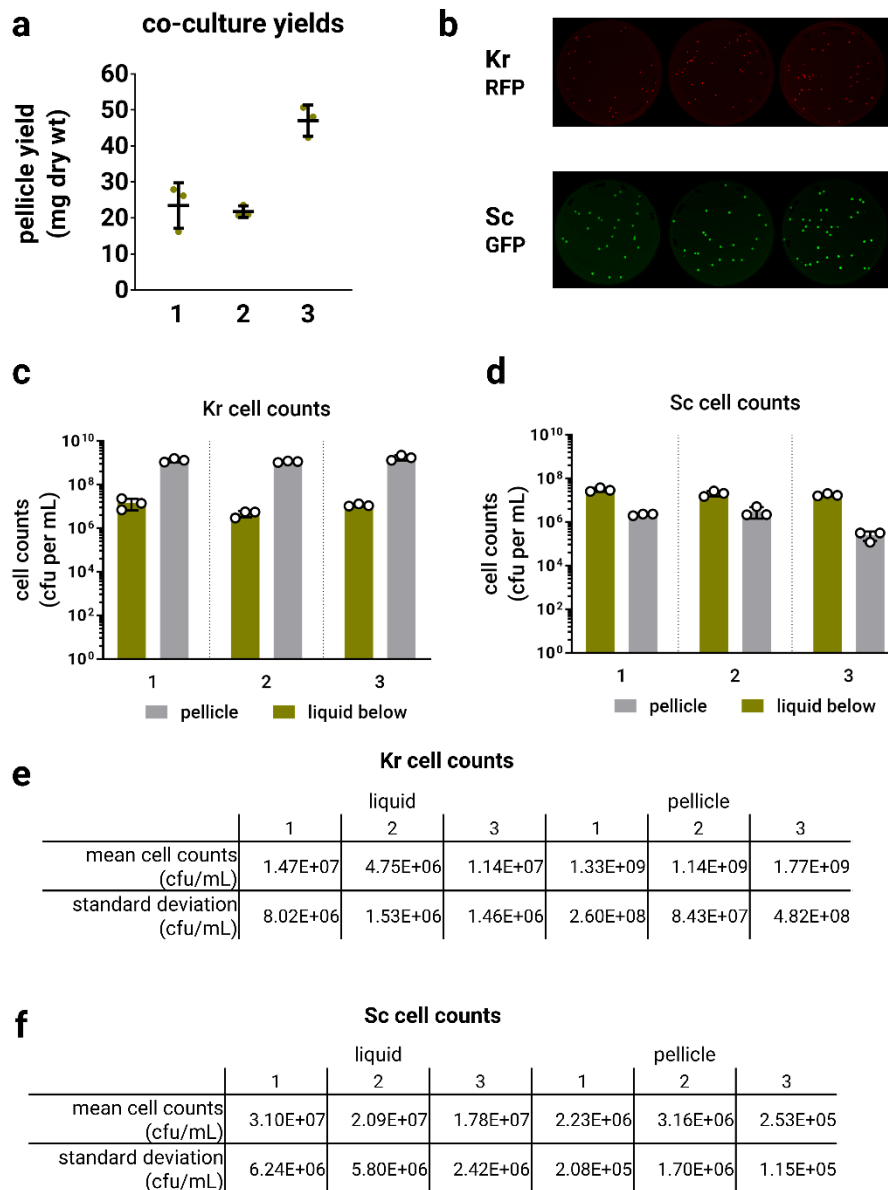 a
co-culture yields
pellicle yield
(mg dry wt)
60
50
40
30
20
10
0
1 2 3
b
Kr
RFP
Sc
GFP
c
Kr cell counts
cell counts
(cfu per mL)
10^10
10^8
10^6
10^4
10^2
10^0
1 2 3
pellicle liquid below
d
Sc cell counts
cell counts
(cfu per mL)
10^10
10^8
10^6
10^4
10^2
10^0
1 2 3
pellicle liquid below
e
Kr cell counts
liquid pellicle
1 2 3 1 2 3
mean cell counts
(cfu/mL) 1.47E+07 4.75E+06 1.14E+07 1.33E+09 1.14E+09 1.77E+09
standard deviation
(cfu/mL) 8.02E+06 1.53E+06 1.46E+06 2.60E+08 8.43E+07 4.82E+08
f
Sc cell counts
liquid pellicle
1 2 3 1 2 3
mean cell counts
(cfu/mL) 3.10E+07 2.09E+07 1.78E+07 2.23E+06 3.16E+06 2.53E+05
standard deviation
(cfu/mL) 6.24E+06 5.80E+06 2.42E+06 2.08E+05 1.70E+06 1.15E+05